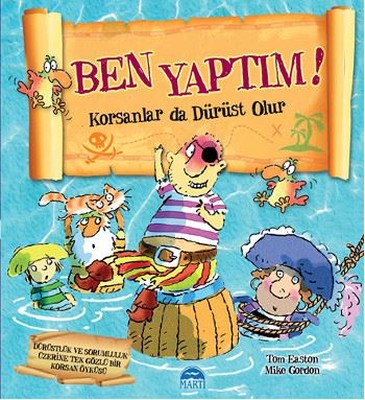 BEN YAPTIM!
Korsanlar da Dürüst Olur
DÜRÜSTLÜK VE SORUMLULUK
ÜZERİNE TEK GÖZLÜ BİR
KORSAN ÖYKÜSÜ
MARTI
Tom Easton
Mike Gordon